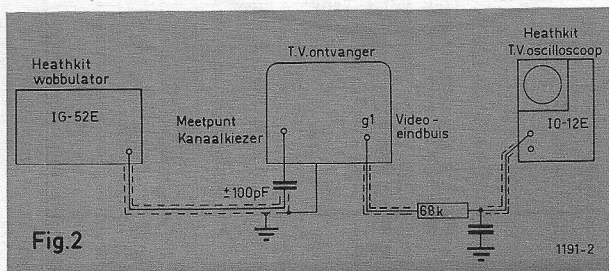 Heathkit
wobbulator
IG-52E
T.V.ontvanger
Meetpunt
Kanaalkiezer
g1
Video-
eindbuis
Heathkit
T.V.oscilloscoop
IO-12E
±100pF
68k
Fig.2
1191-2